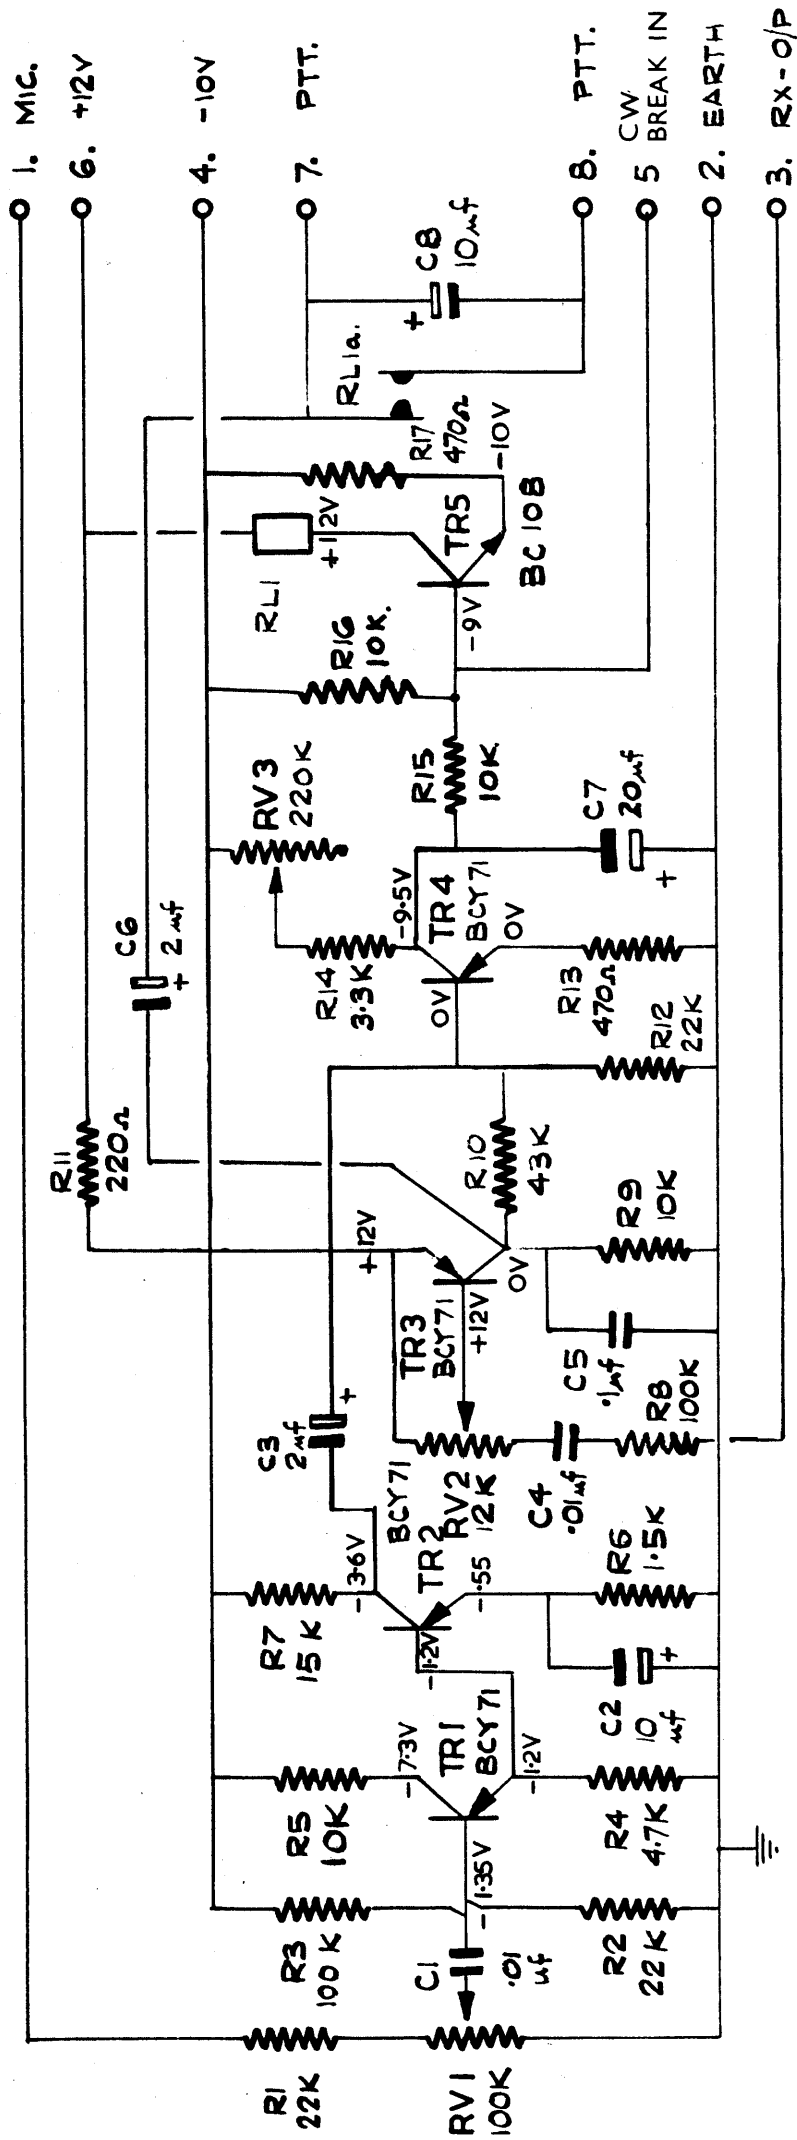 1. MIC.
6. +12V
4. -10V
7. PTT.
8. PTT.
5 CW
BREAK IN
2. EARTH
3. RX-O/P
C8
10µf
+
RL1a.
R17
470Ω
-10V
+12V
RL1
TR5
BC108
-9V
R16
10K.
R15
10K.
RV3
220K
C7
20µf
+
-9.5V
TR4
BCY71
0V
0V
R14
3.3K
R13
470Ω
R12
22K
C6
+ 2µf
R11
220Ω
R10
43K
R9
10K
+12V
TR3
BCY71
+12V
0V
C5
.1µf
R8
100K
C3
2µf
+
RV2
12K
C4
.01µf
BCY71
TR2
-3.6V
-.55
-1.2V
R7
15K
R6
1.5K
C2
10
µf
+
-7.3V
TR1
BCY71
-1.2V
R5
10K
R4
4.7K
-1.35V
R3
100K
C1
.01
µf
R2
22K
R1
22K
RV1
100K